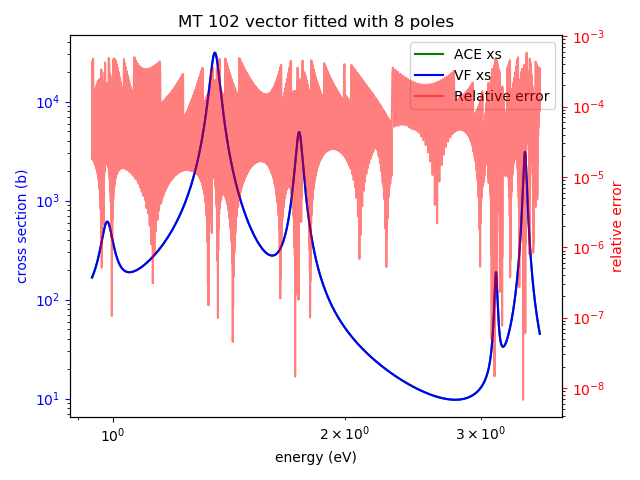 MT 102 vector fitted with 8 poles
ACE xs
VF xs
Relative error
cross section (b)
10⁴
10³
10²
10¹
10⁻³
10⁻⁴
10⁻⁵
10⁻⁶
10⁻⁷
10⁻⁸
relative error
10⁰
2 × 10⁰
3 × 10⁰
energy (eV)